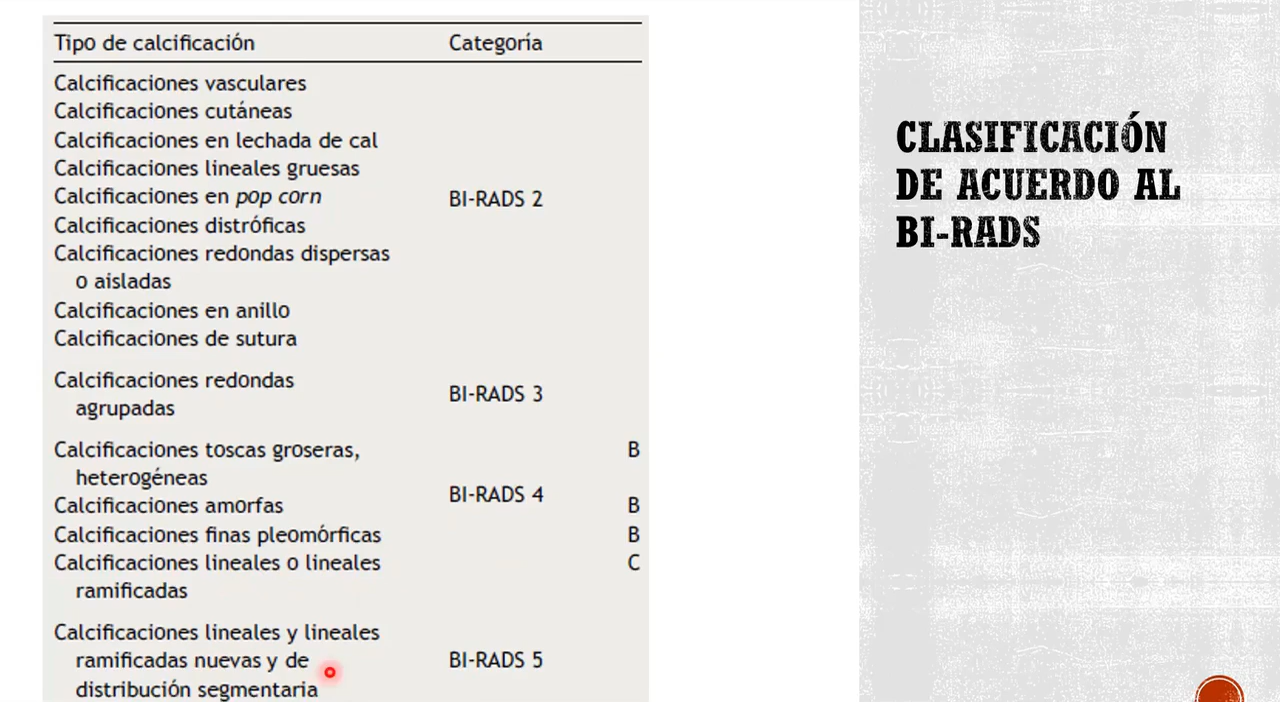 Tipo de calcificación Categoría
Calcificaciones vasculares
Calcificaciones cutáneas
Calcificaciones en lechada de cal
Calcificaciones lineales gruesas
Calcificaciones en pop corn BI-RADS 2
Calcificaciones distróficas
Calcificaciones redondas dispersas
o aisladas
Calcificaciones en anillo
Calcificaciones de sutura
Calcificaciones redondas
agrupadas BI-RADS 3
Calcificaciones toscas groseras, B
heterogéneas
BI-RADS 4
Calcificaciones amorfas B
Calcificaciones finas pleomórficas B
Calcificaciones lineales o lineales C
ramificadas
Calcificaciones lineales y lineales
ramificadas nuevas y de BI-RADS 5
distribución segmentaria
CLASIFICACIÓN
DE ACUERDO AL
BI-RADS